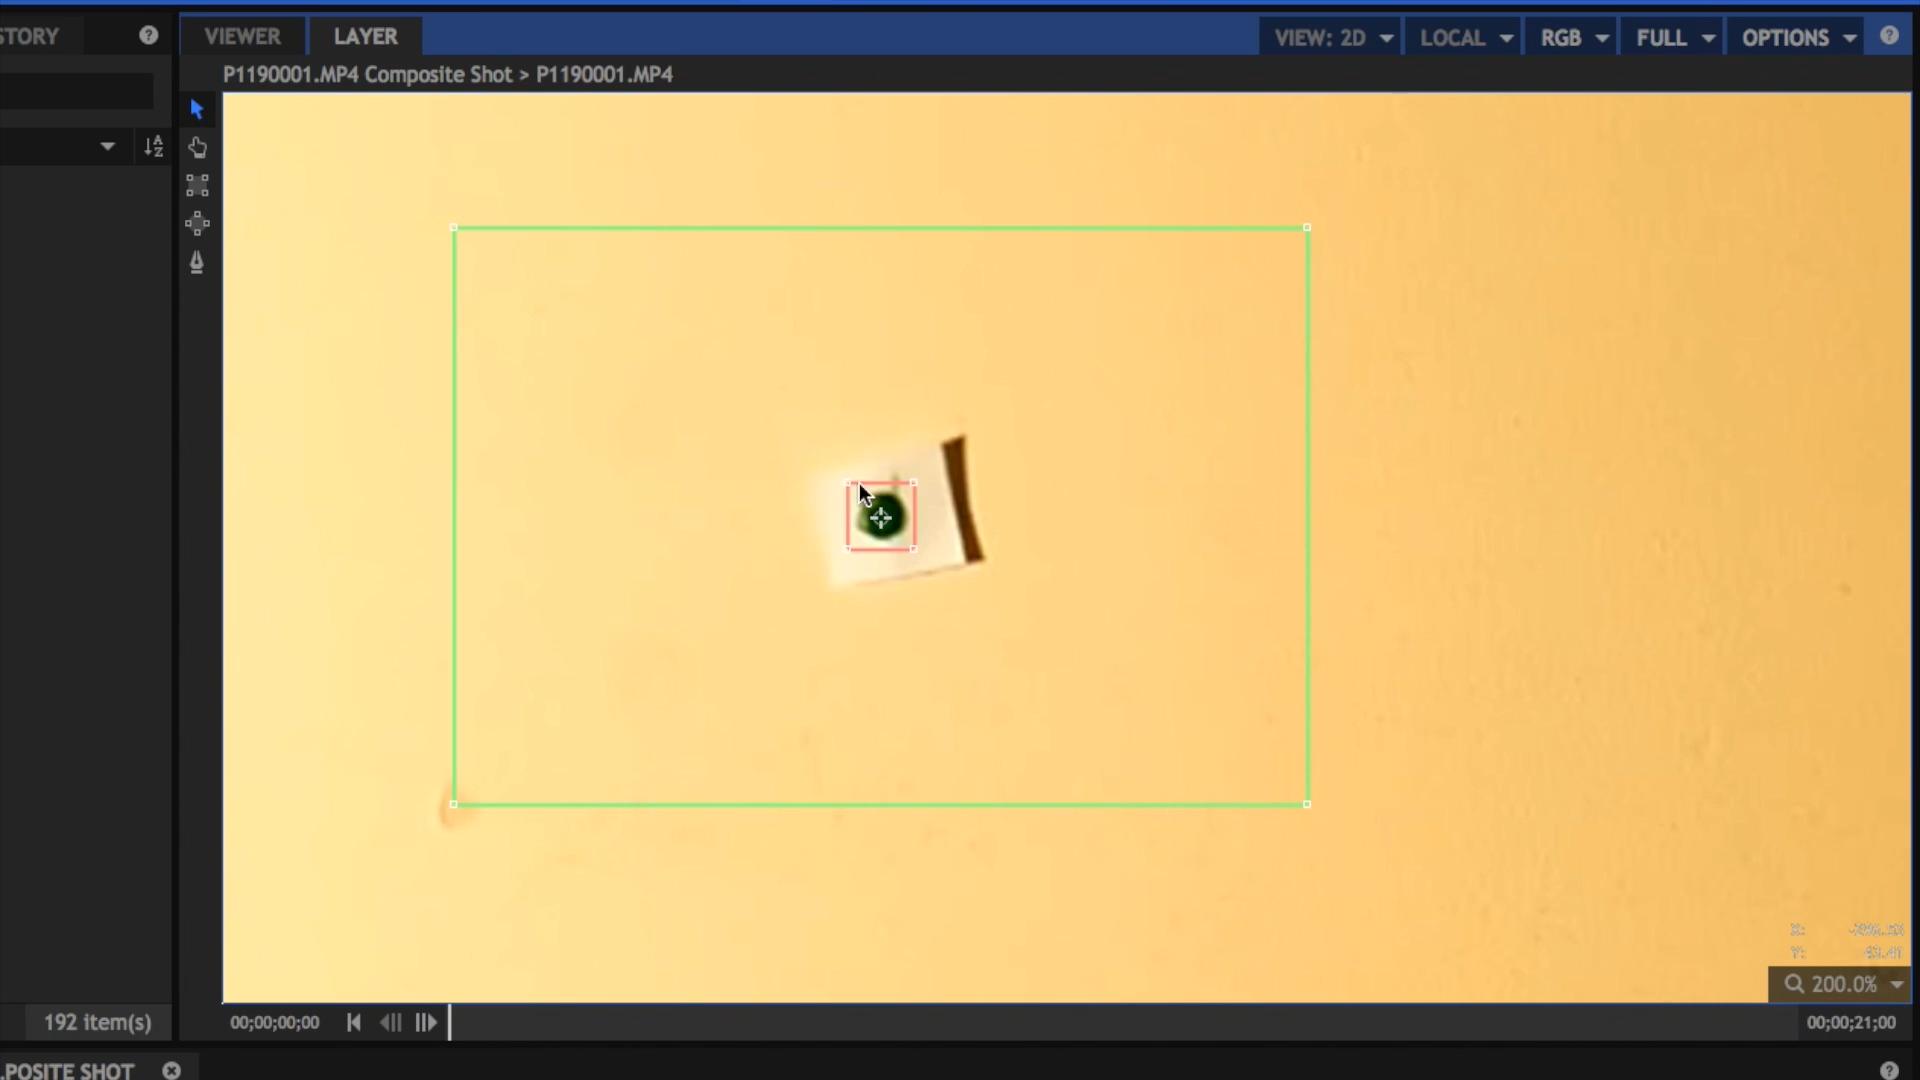 STORY
VIEWER
LAYER
VIEW: 2D
LOCAL
RGB
FULL
OPTIONS
P1190001.MP4 Composite Shot > P1190001.MP4
X:
Y:
200.0%
192 item(s)
00;00;00;00
00;00;21;00
.POSITE SHOT